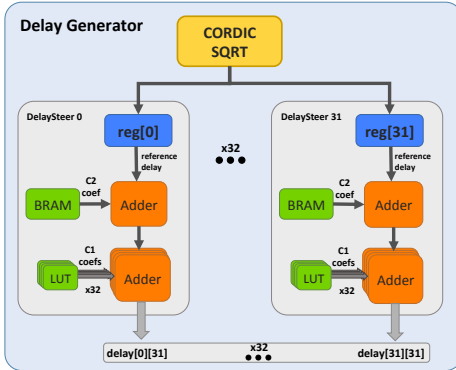 Delay Generator
CORDIC
SQRT
DelaySteer 0
reg[0]
reference
delay
C2
coef
BRAM
Adder
C1
coefs
LUT
x32
Adder
x32
DelaySteer 31
reg[31]
reference
delay
C2
coef
BRAM
Adder
C1
coefs
LUT
x32
Adder
delay[0][31]
x32
delay[31][31]